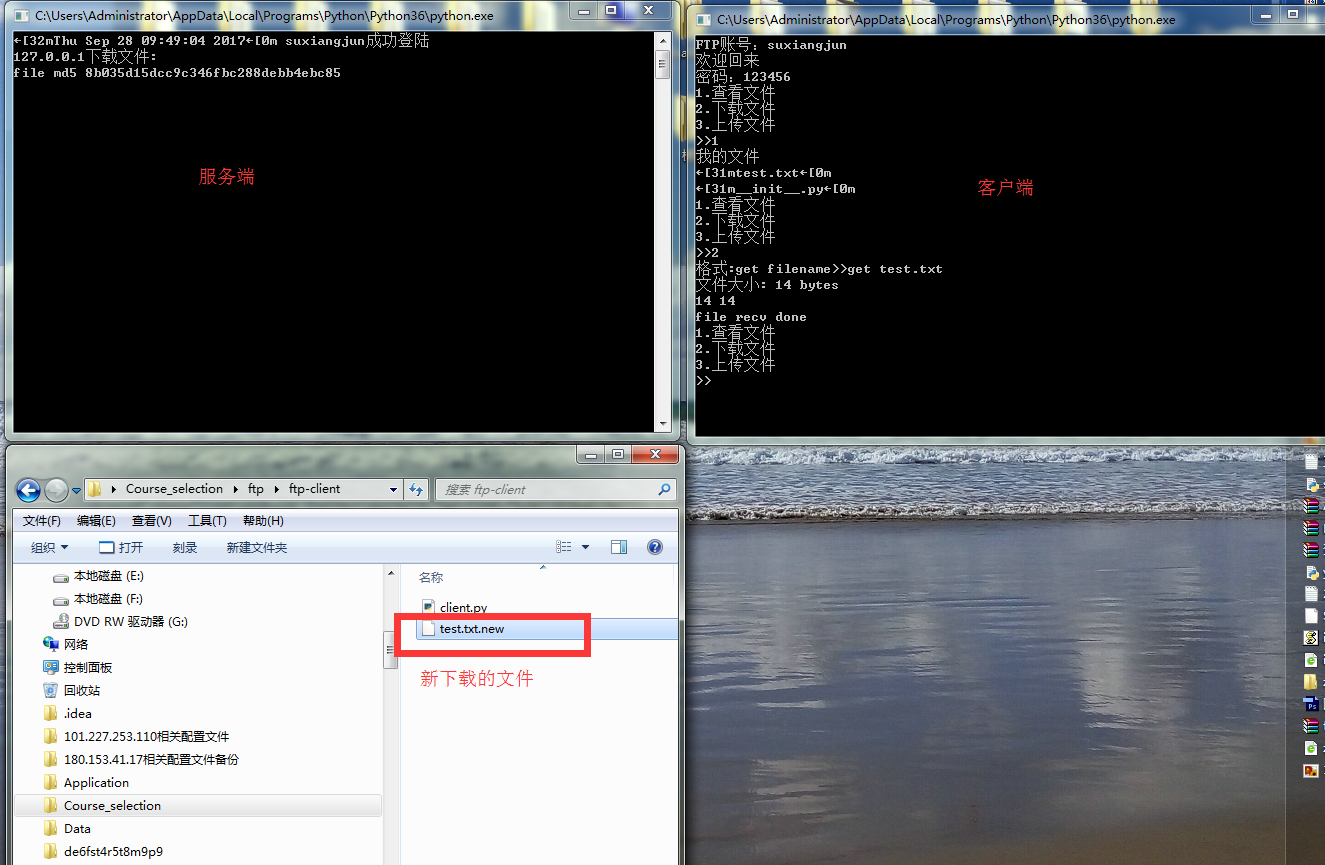 C:\Users\Administrator\AppData\Local\Programs\Python\Python36\python.exe
←[32mThu Sep 28 09:49:04 2017←[0m suxiangjun成功登陆
127.0.0.1下载文件:
file md5 8b035d15dcc9c346fbc288debb4ebc85
服务端
C:\Users\Administrator\AppData\Local\Programs\Python\Python36\python.exe
FTP账号: suxiangjun
欢迎回来
密码: 123456
1.查看文件
2.下载文件
3.上传文件
>>1
我的文件
←[31mtest.txt←[0m
←[31m__init__.py←[0m
1.查看文件
2.下载文件
3.上传文件
>>2
格式:get filename>>get test.txt
文件大小: 14 bytes
14 14
file recv done
1.查看文件
2.下载文件
3.上传文件
>>
客户端
Course_selection ftp ftp-client
搜索 ftp-client
文件(F) 编辑(E) 查看(V) 工具(T) 帮助(H)
组织 打开 刻录 新建文件夹
本地磁盘 (E:)
本地磁盘 (F:)
DVD RW 驱动器 (G:)
网络
控制面板
回收站
.idea
101.227.253.110相关配置文件
180.153.41.17相关配置文件备份
Application
Course_selection
Data
de6fst4r5t8m9p9
名称
client.py
test.txt.new
新下载的文件